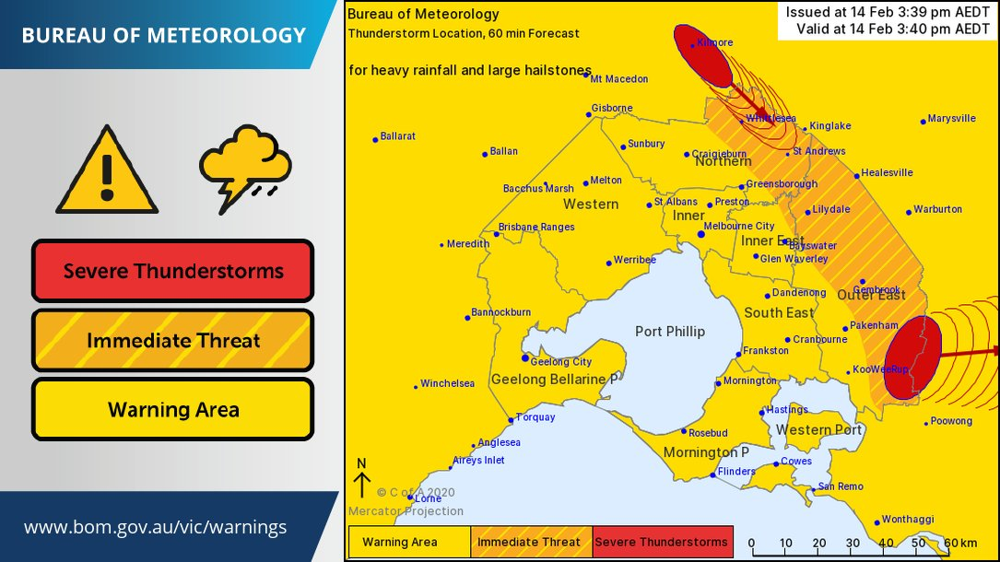 BUREAU OF METEOROLOGY
Severe Thunderstorms
Immediate Threat
Warning Area
www.bom.gov.au/vic/warnings
Bureau of Meteorology
Thunderstorm Location, 60 min Forecast
for heavy rainfall and large hailstones
Issued at 14 Feb 3:39 pm AEDT
Valid at 14 Feb 3:40 pm AEDT
Kilmore
Mt Macedon
Gisborne
Whittlesea
Kinglake
Marysville
Ballarat
Sunbury
Ballan
Craigieburn
St Andrews
Northern
Healesville
Melton
Bacchus Marsh
Greensborough
Western
St Albans
Preston
Lilydale
Warburton
Inner
Brisbane Ranges
Melbourne City
Meredith
Inner East
Bayswater
Werribee
Glen Waverley
Gembrook
Dandenong
Outer East
Bannockburn
South East
Port Phillip
Pakenham
Cranbourne
Frankston
Geelong City
KooWeeRup
Geelong Bellarine P
Winchelsea
Mornington
Hastings
Torquay
Poowong
Rosebud
Western Port
Anglesea
Mornington P
Aireys Inlet
Cowes
N
Flinders
San Remo
© C of A 2020
Lorne
Mercator Projection
Wonthaggi
Warning Area
Immediate Threat
Severe Thunderstorms
0 10 20 30 40 50 60 km